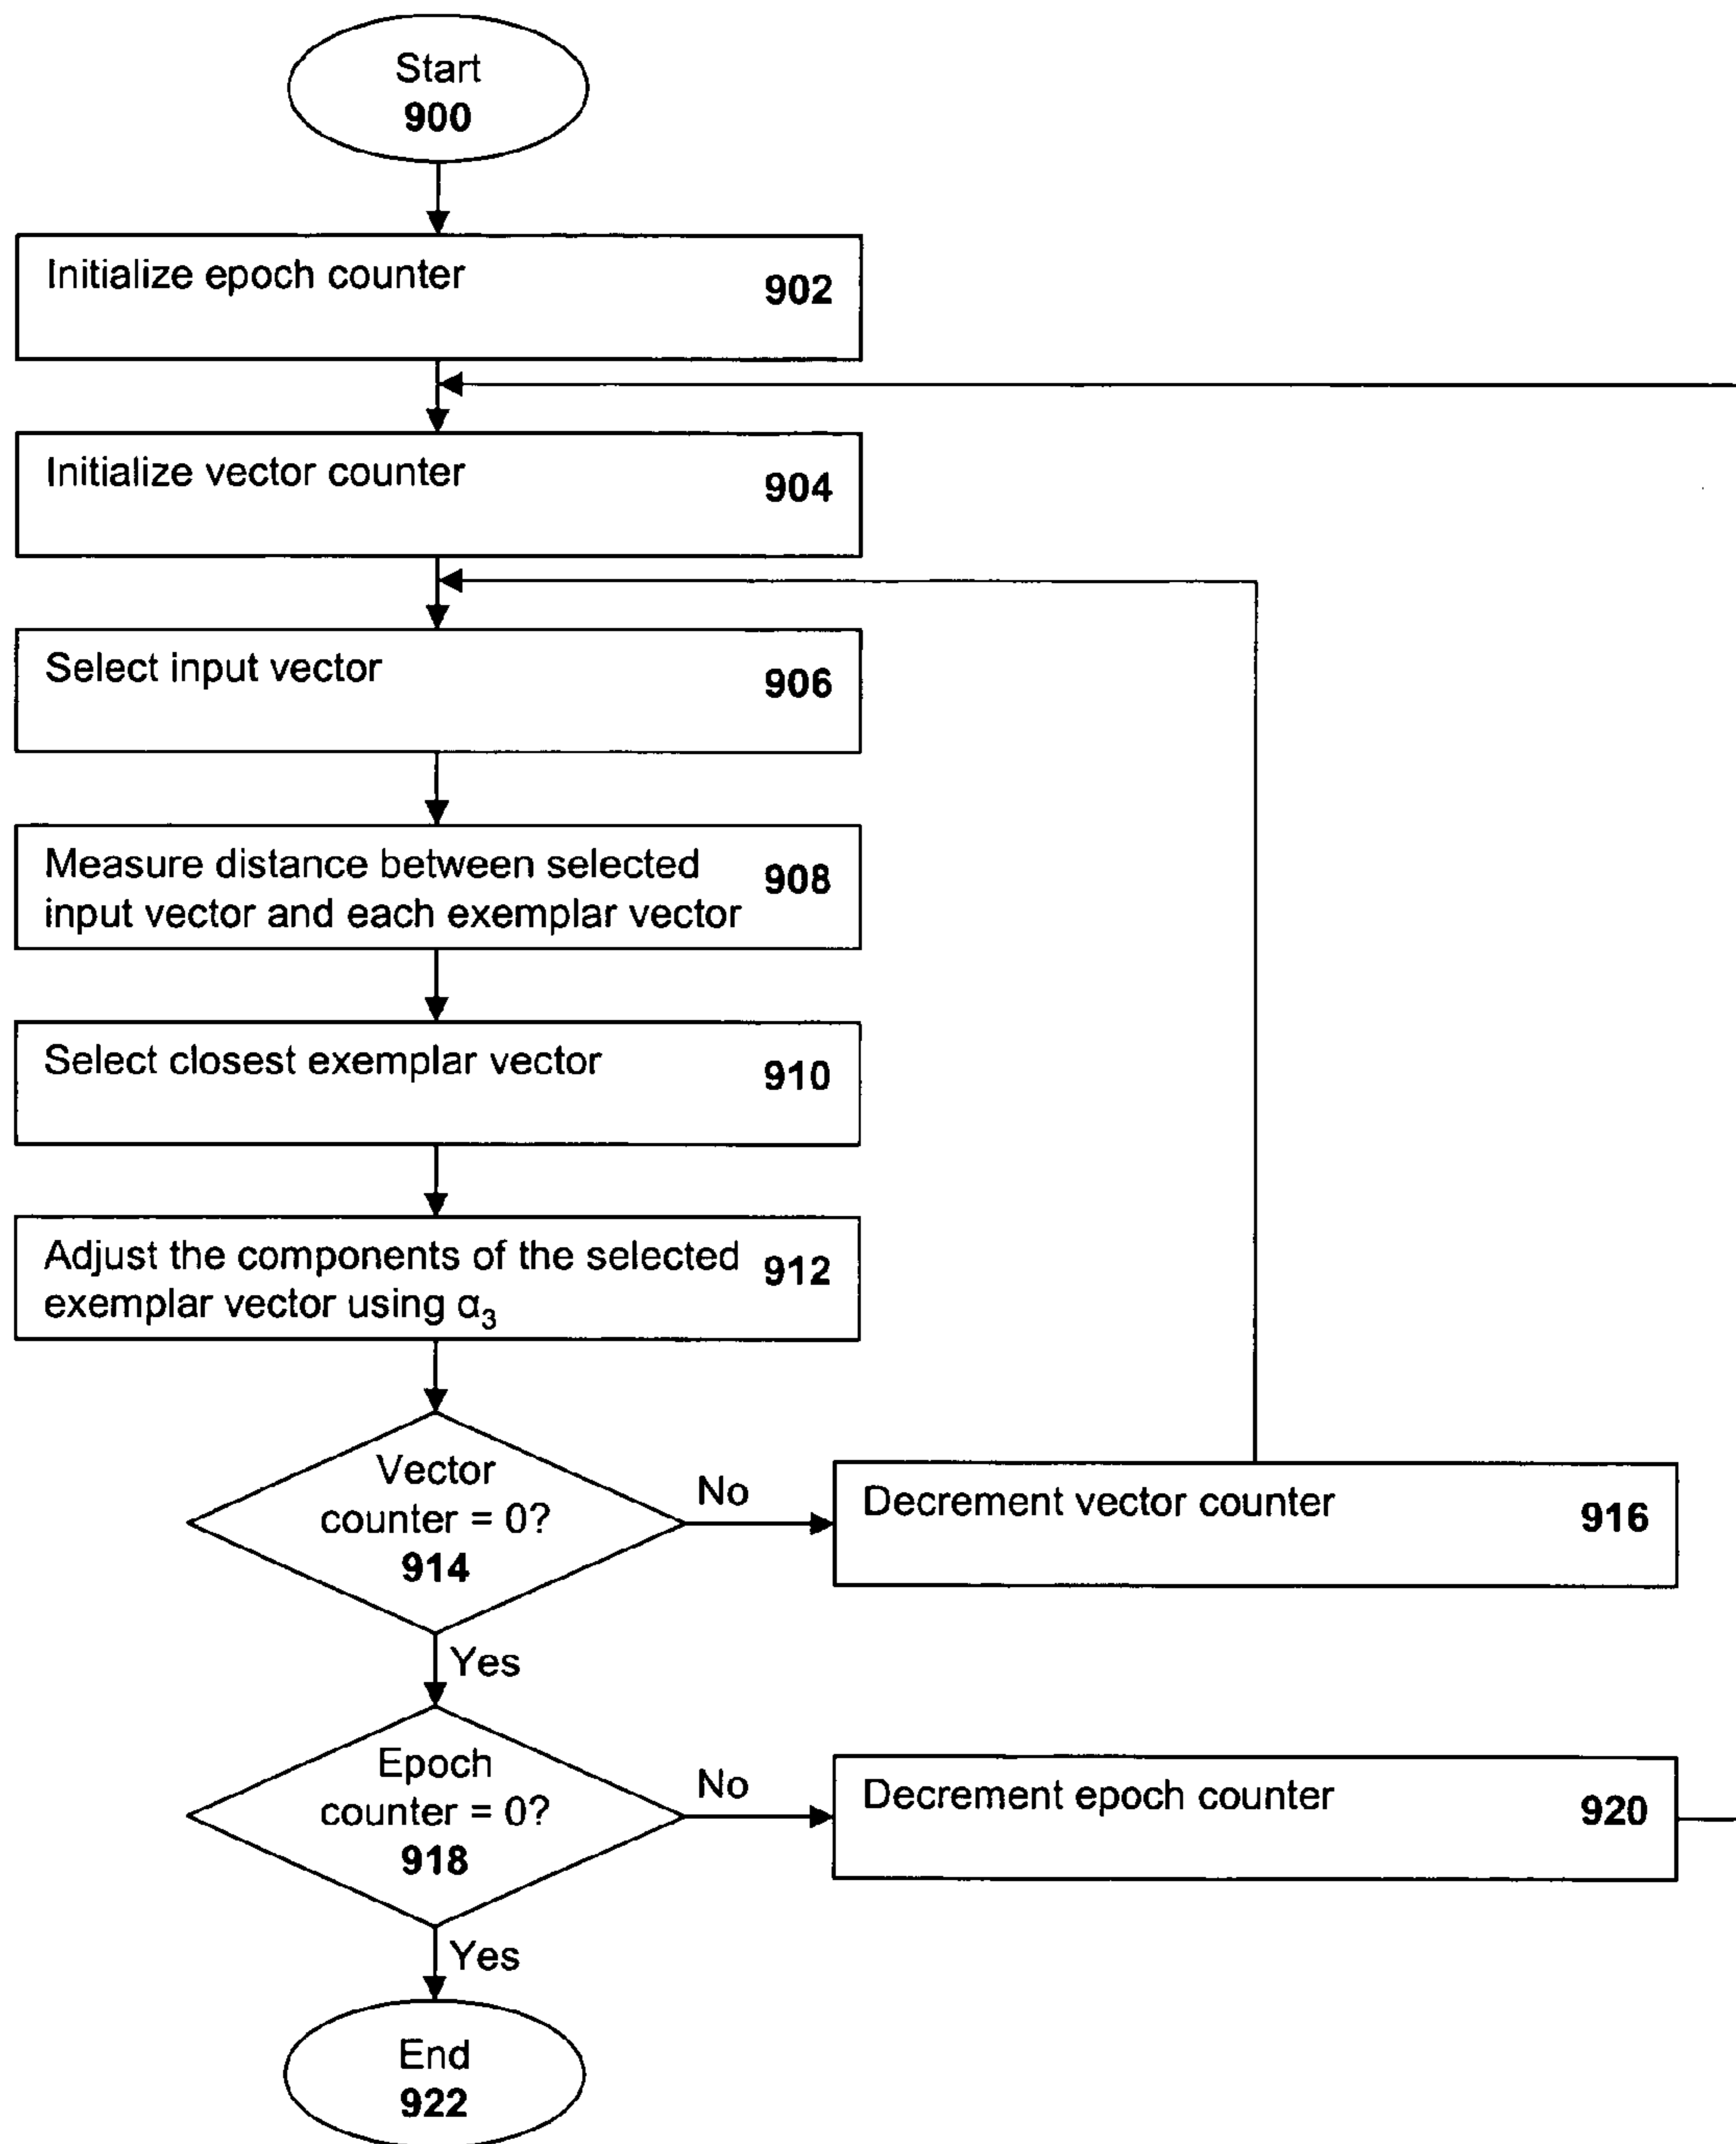 Start
900
Initialize epoch counter
902
Initialize vector counter
904
Select input vector
906
Measure distance between selected
input vector and each exemplar vector
908
Select closest exemplar vector
910
Adjust the components of the selected
exemplar vector using α₃
912
Vector
counter = 0?
914
No
Decrement vector counter
916
Yes
Epoch
counter = 0?
918
No
Decrement epoch counter
920
Yes
End
922